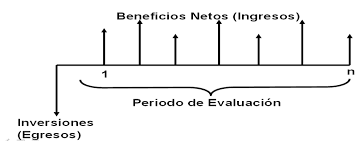 Beneficios Netos (Ingresos)
1
n
Periodo de Evaluación
Inversiones
(Egresos)